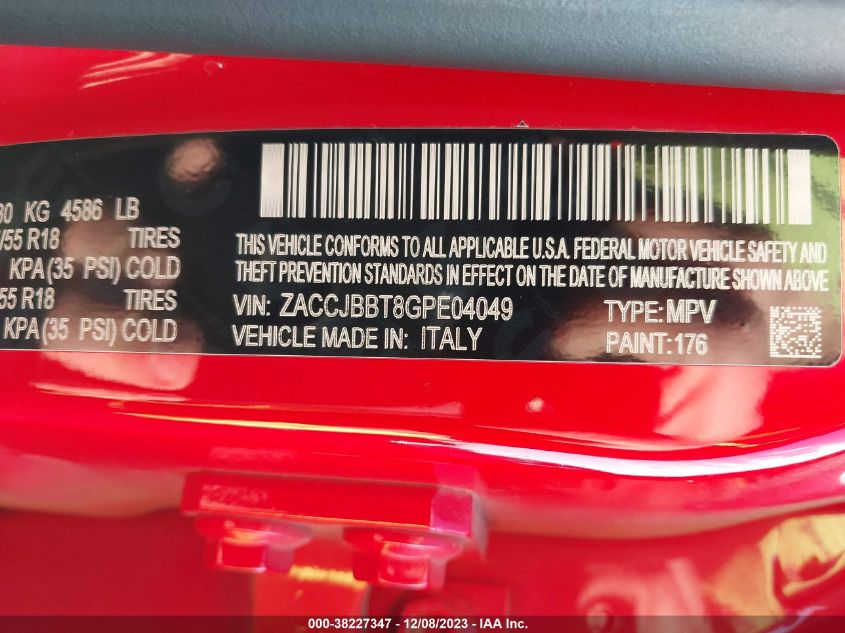 KG 4586 LB
/55 R18 TIRES
KPA(35 PSI) COLD
55 R18 TIRES
KPA(35 PSI) COLD
THIS VEHICLE CONFORMS TO ALL APPLICABLE U.S.A. FEDERAL MOTOR VEHICLE SAFETY AND
THEFT PREVENTION STANDARDS IN EFFECT ON THE DATE OF MANUFACTURE SHOWN ABOVE
VIN: ZACCJBBT8GPE04049 TYPE: MPV
VEHICLE MADE IN: ITALY PAINT:176
000-38227347 - 12/08/2023 - IAA Inc.